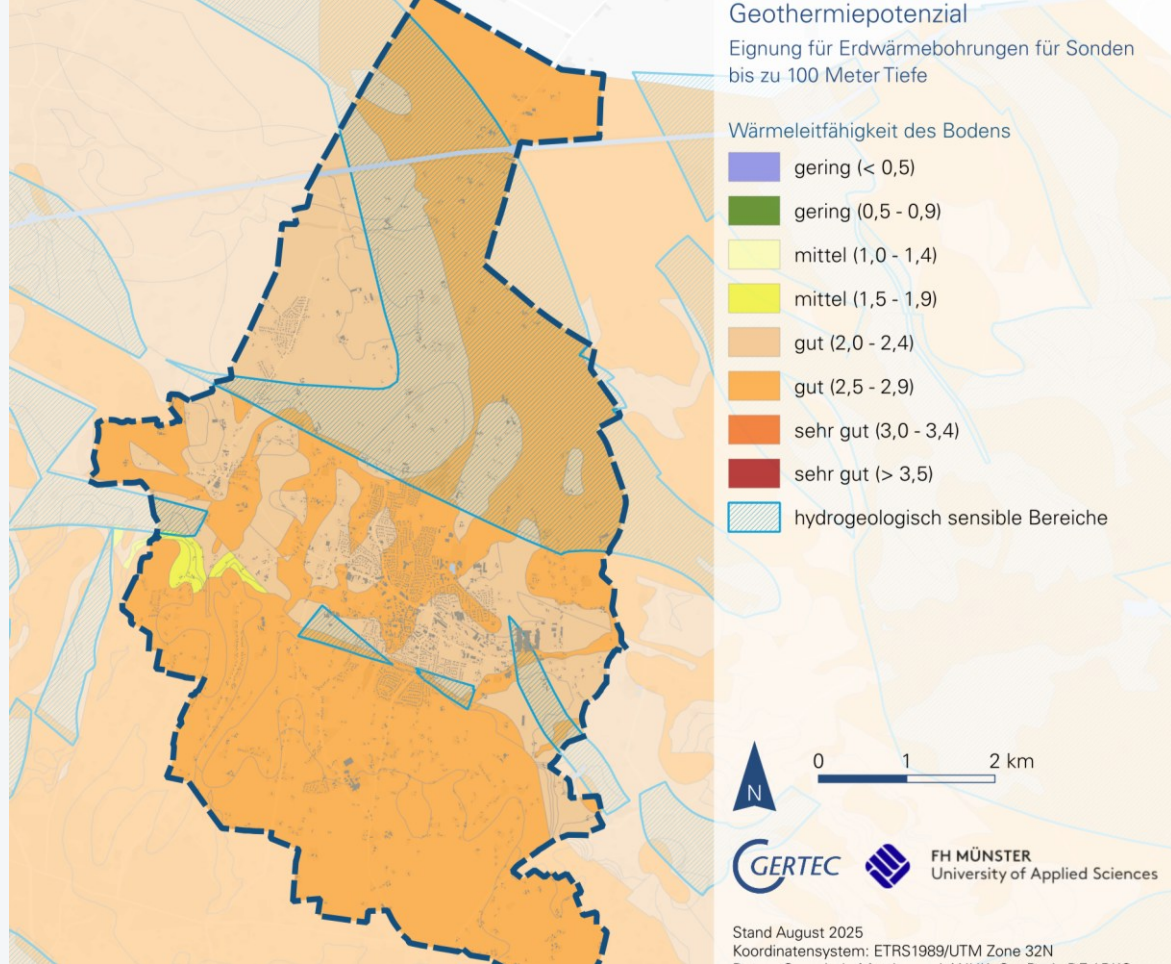 Geothermiepotenzial
Eignung für Erdwärmebohrungen für Sonden
bis zu 100 Meter Tiefe
Wärmeleitfähigkeit des Bodens
gering (< 0,5)
gering (0,5 - 0,9)
mittel (1,0 - 1,4)
mittel (1,5 - 1,9)
gut (2,0 - 2,4)
gut (2,5 - 2,9)
sehr gut (3,0 - 3,4)
sehr gut (> 3,5)
hydrogeologisch sensible Bereiche
0 1 2 km
N
GERTEC
FH MÜNSTER
University of Applied Sciences
Stand August 2025
Koordinatensystem: ETRS1989/UTM Zone 32N